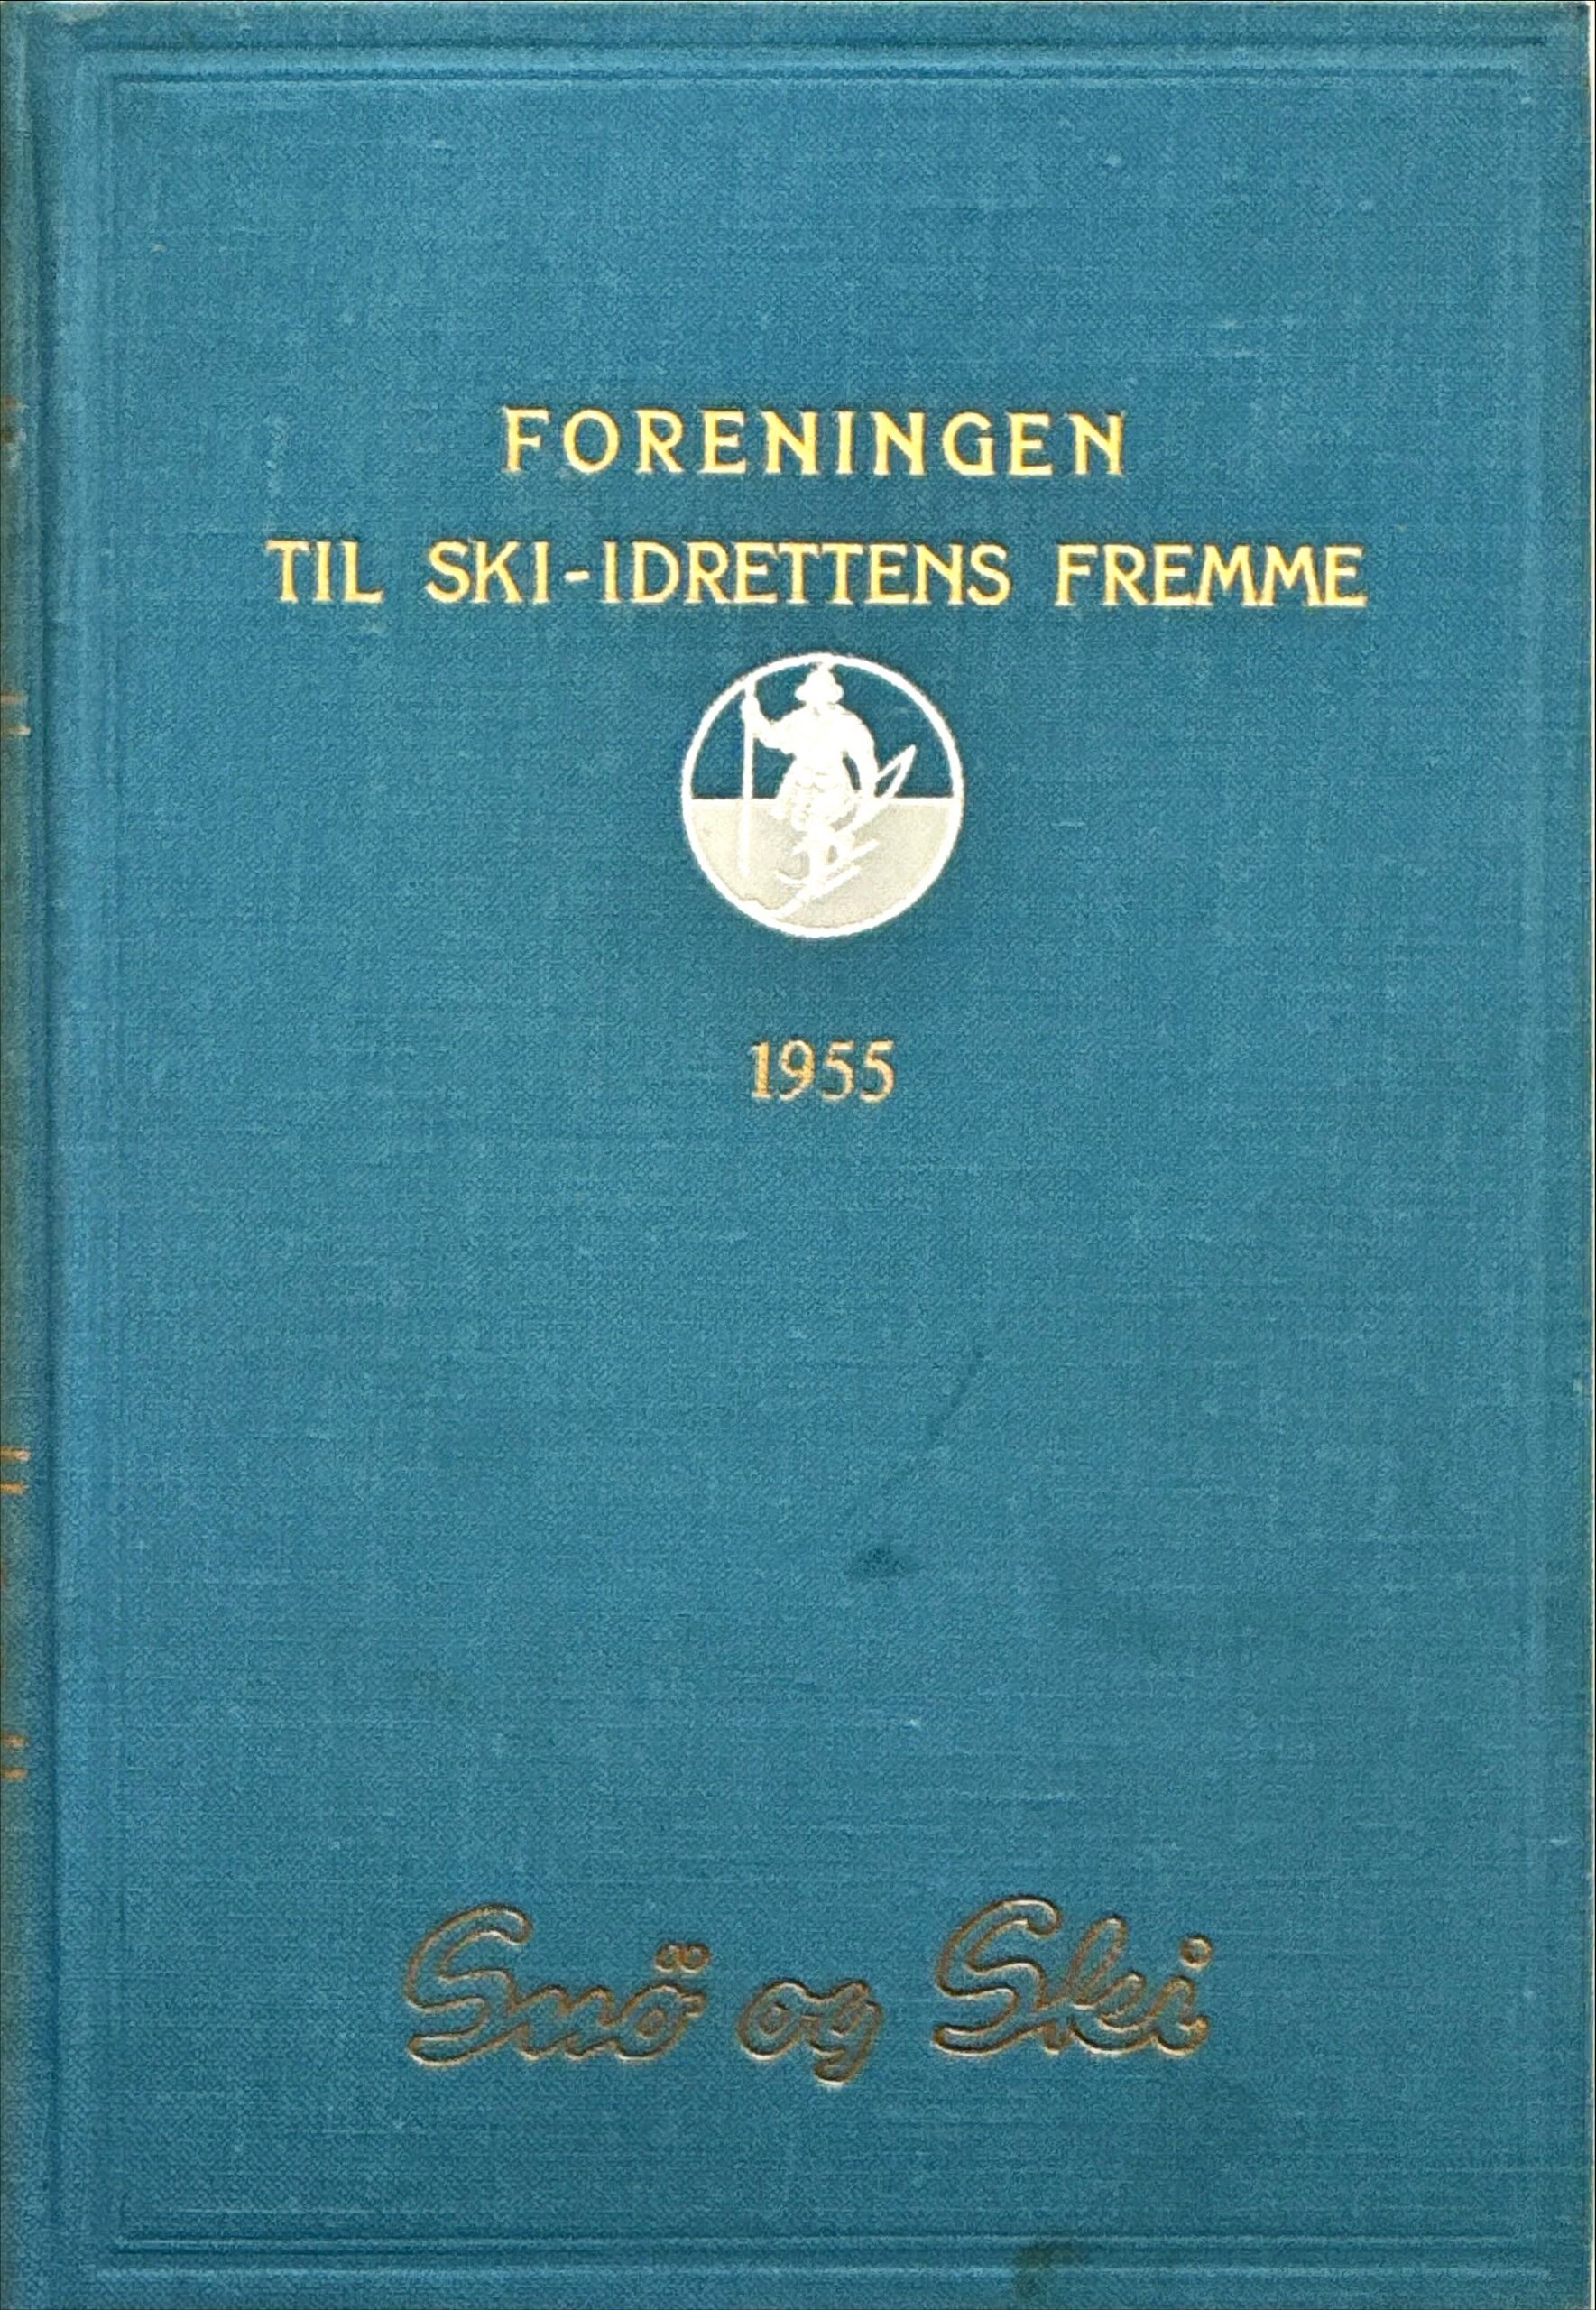 FORENINGEN
TIL SKI-IDRETTENS FREMME
1955
Snö og Ski